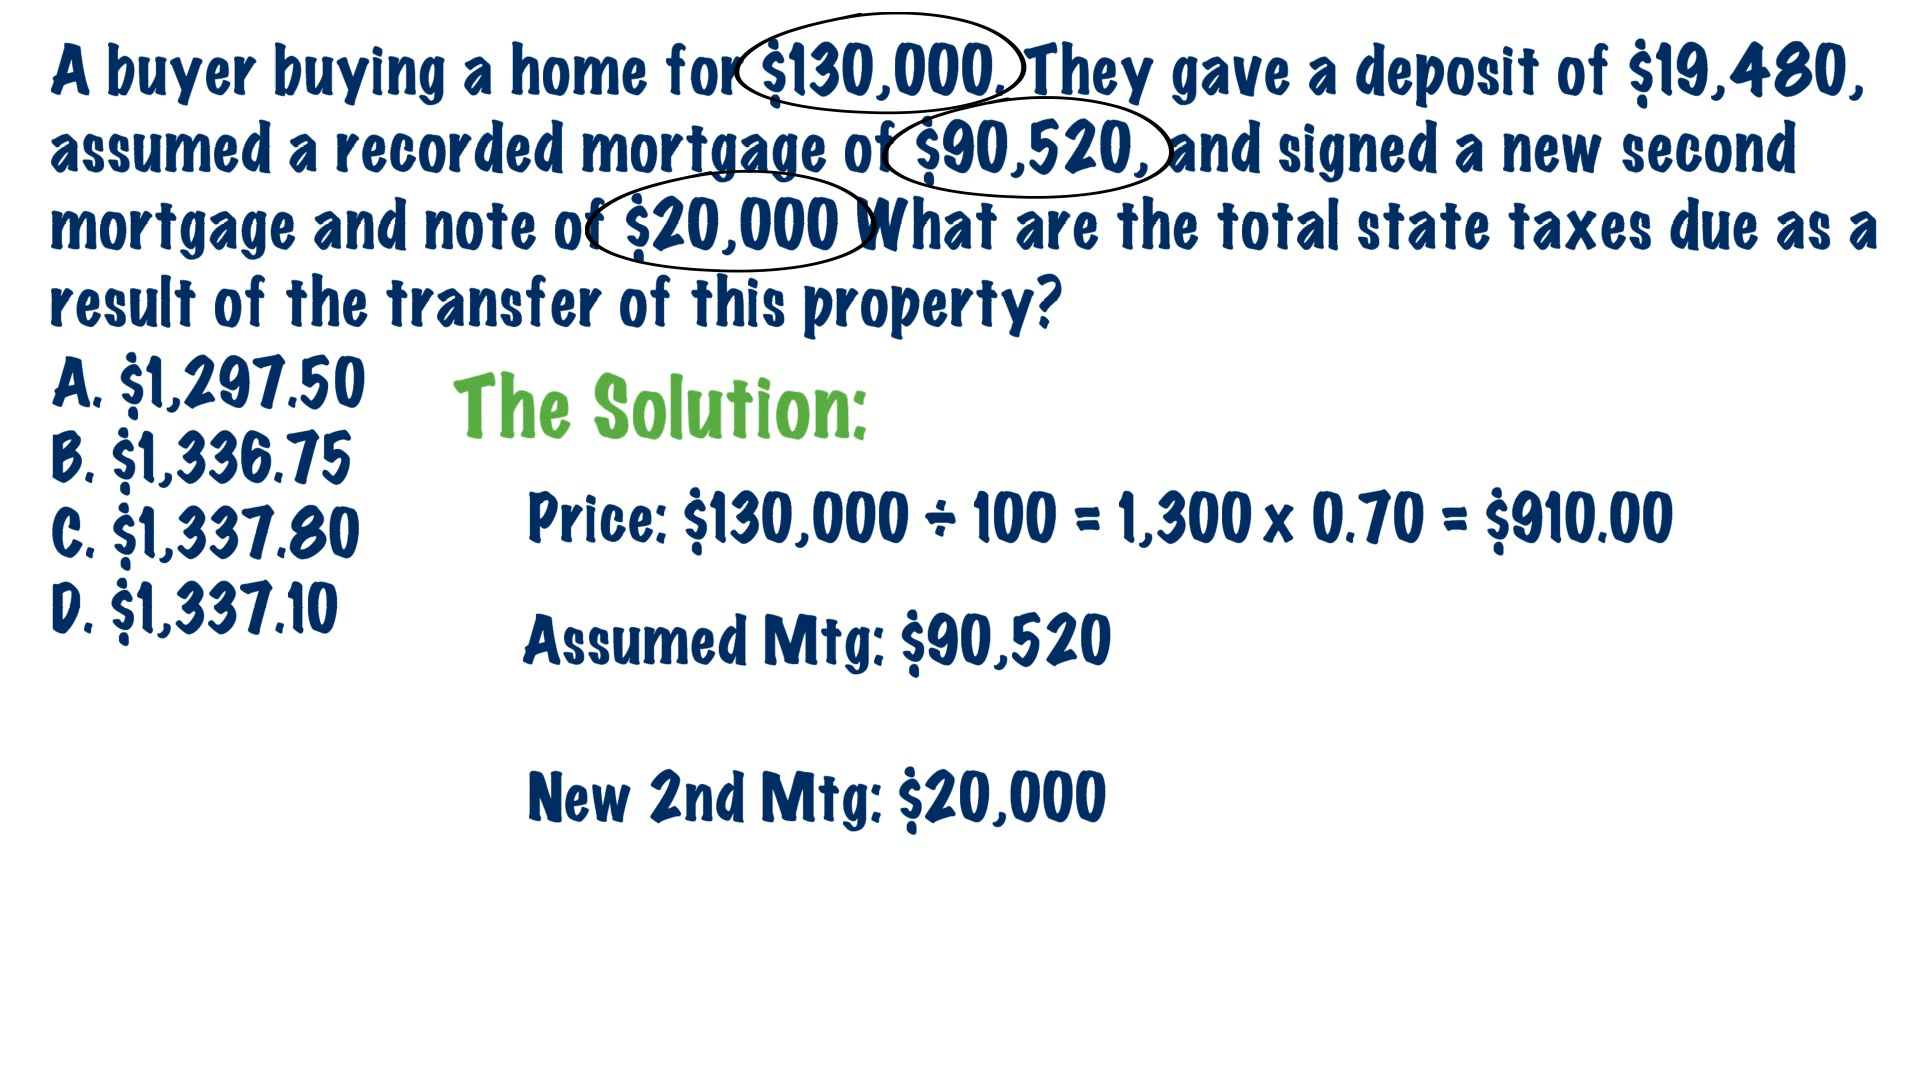 A buyer buying a home for $130,000. They gave a deposit of $19,480,
assumed a recorded mortgage of $90,520, and signed a new second
mortgage and note of $20,000 What are the total state taxes due as a
result of the transfer of this property?
A. $1,297.50
B. $1,336.75
C. $1,337.80
D. $1,337.10
The Solution:
Price: $130,000 ÷ 100 = 1,300 x 0.70 = $910.00
Assumed Mtg: $90,520
New 2nd Mtg: $20,000